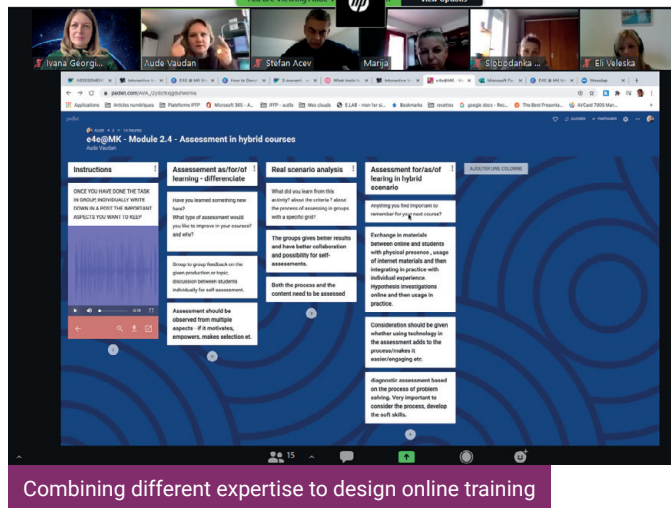 View Options
Ivana Georgi...
Aude Vaudan
Stefan Acev
Marija
Slobodanka ...
Eli Veleska
Applications
Articles numériques
Plateforme IFFP
Microsoft 365 - A...
IFFP - outils
Mes clouds
E.LAB - mon 1er si...
Bookmarks
recettes
google docs - Rec...
The Best Presenta...
AirCard 790S Man...
padlet
e4e@MK - Module 2.4 - Assessment in hybrid courses
Aude Vaudan
Instructions
ONCE YOU HAVE DONE THE TASK
IN GROUP, INDIVIDUALLY WRITE
DOWN IN A POST THE IMPORTANT
ASPECTS YOU WANT TO KEEP
Assessement as/for/of
learning - differenciate
Have you learned something new
here?
What type of assessment would
you like to improve in your courses?
and why?
Group to group feedback on the
given production or topic,
discussion between students
individually for self-assessment.
Assessment should be
observed from multiple
aspects - if it motivates,
empowers, makes selection et.
Real scenario analysis
What did you learn from this
activity? about the criteria ? about
the process of assessing in groups
with a specific grid?
The groups gives better results
and have better collaboration
and possibility for self-
assessments.
Both the process and the
content need to be assessed
Assessment for/as/of
learing in hybrid
scenario
Anything you find important to
remember for your next course?
Exchange in materials
between online and students
with physical presence , usage
of internet materials and then
integrating in practice with
individual experience.
Hypothesis investigations
online and then usage in
practice.
Consideration should be given
whether using technology in
the assessment adds to the
process/makes it
easier/engaging etc.
diagnostic assessment based
on the process of problem
solving. Very important to
consider the process, develop
the soft skills.
AJOUTER UNE COLONNE
15
Combining different expertise to design online training